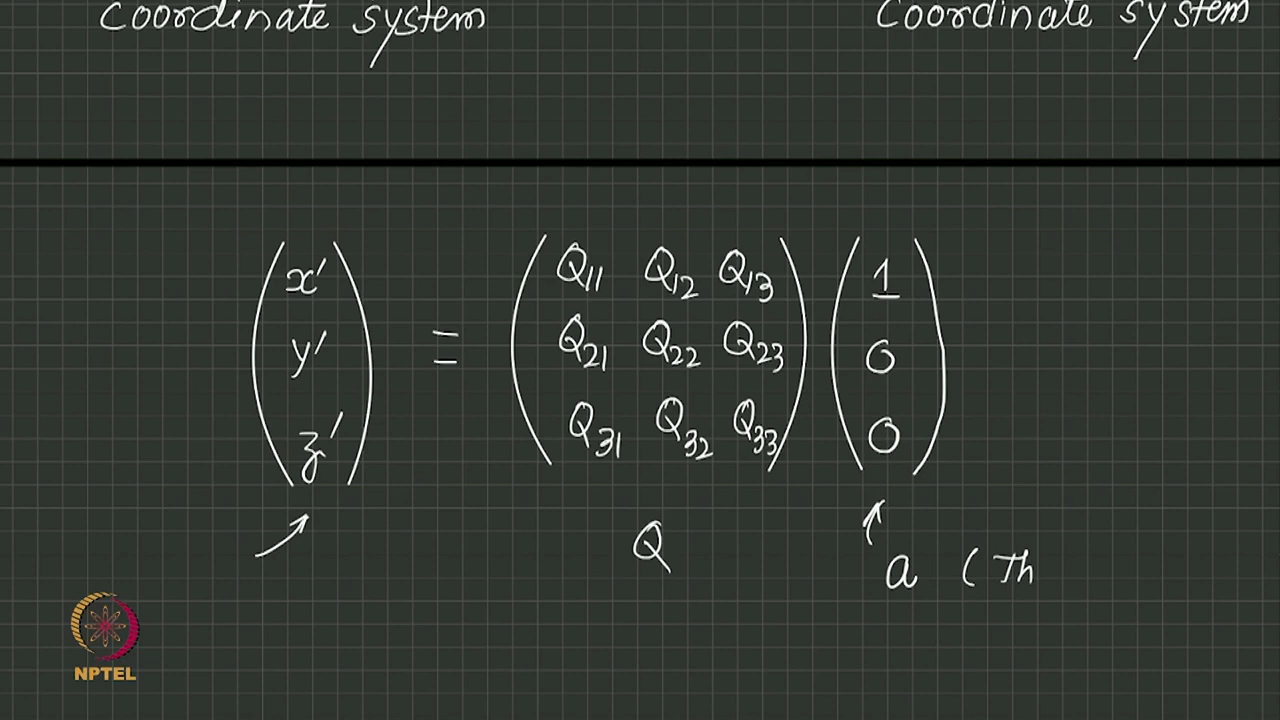 Coordinate system Coordinate system
x' = Q11 Q12 Q13 1
y' Q21 Q22 Q23 0
z' Q31 Q32 Q33 0
Q a (Th
NPTEL